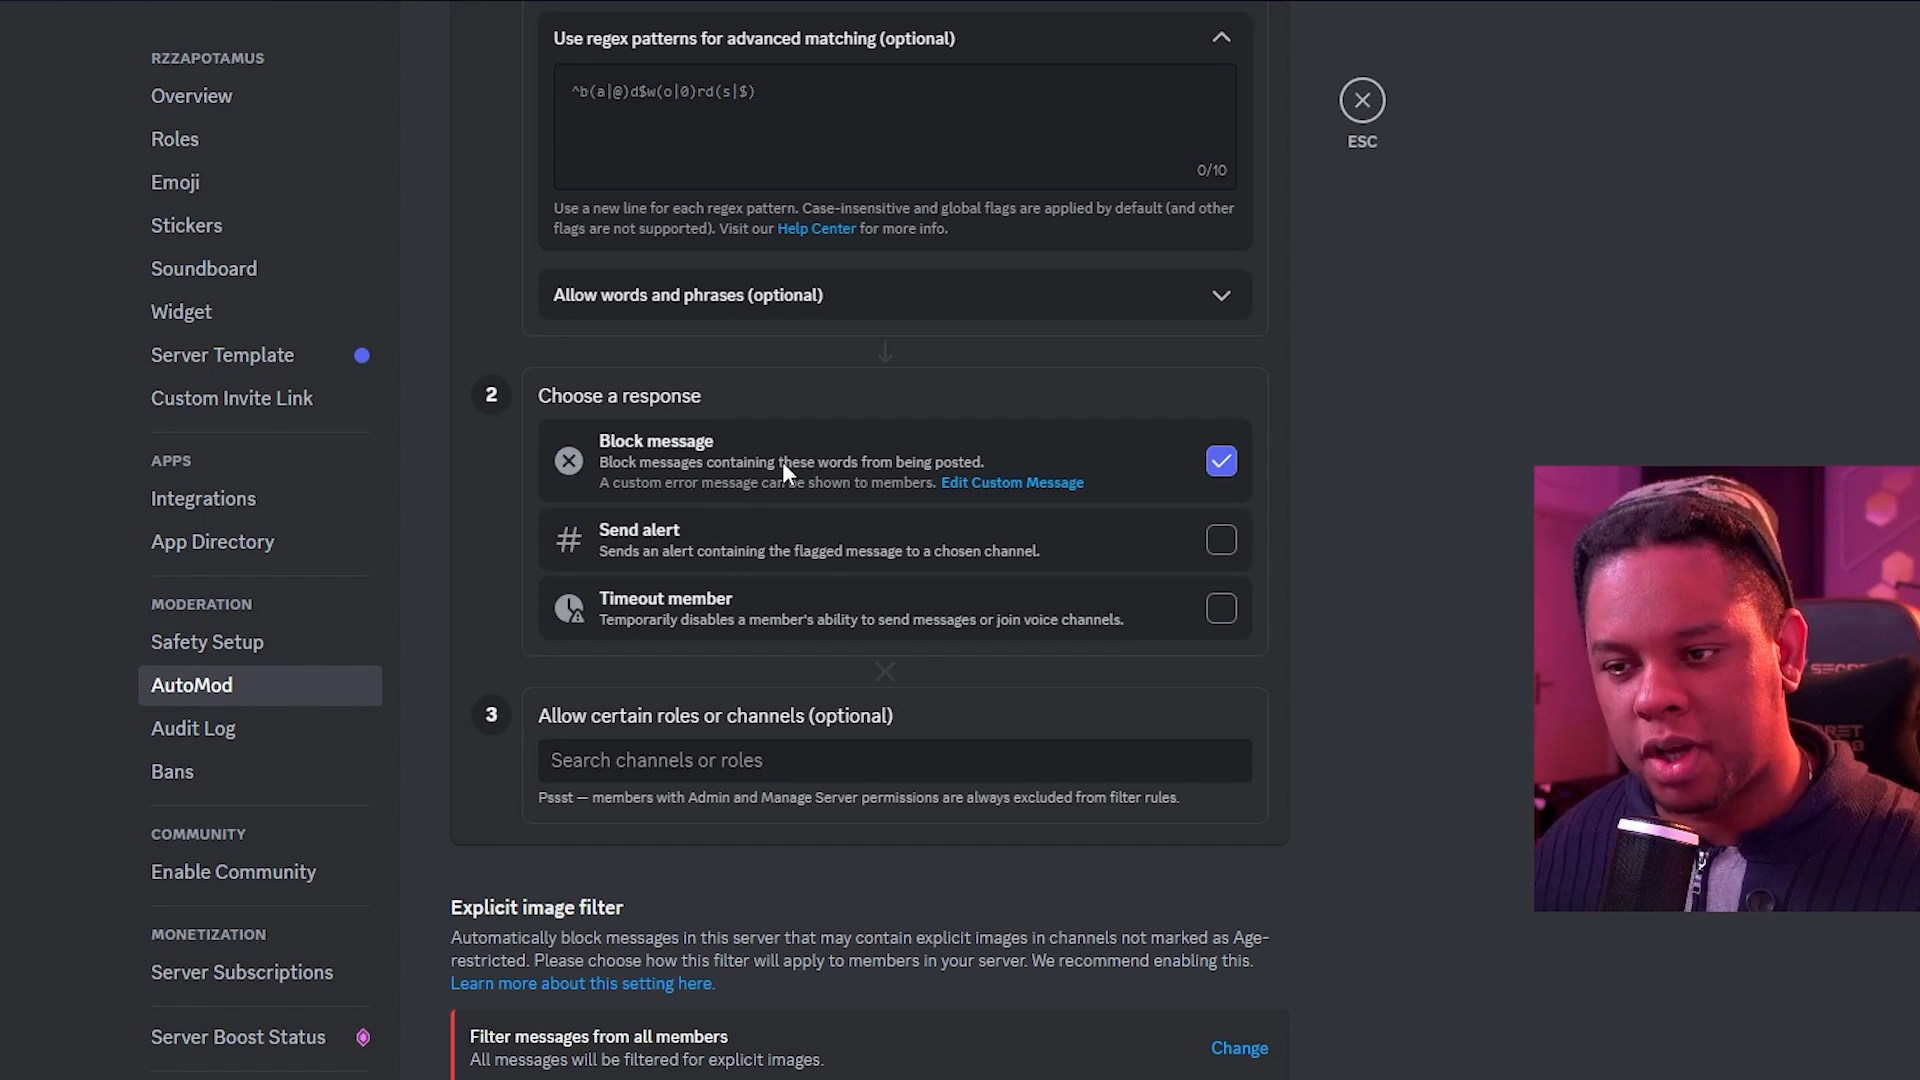 RZZAPOTAMUS
Overview
Roles
Emoji
Stickers
Soundboard
Widget
Server Template
Custom Invite Link
APPS
Integrations
App Directory
MODERATION
Safety Setup
AutoMod
Audit Log
Bans
COMMUNITY
Enable Community
MONETIZATION
Server Subscriptions
Server Boost Status
Use regex patterns for advanced matching (optional)
^b(a|@)d$w(o|0)rd(s|$)
0/10
Use a new line for each regex pattern. Case-insensitive and global flags are applied by default (and other
flags are not supported). Visit our Help Center for more info.
Allow words and phrases (optional)
2
Choose a response
Block message
Block messages containing these words from being posted.
A custom error message can be shown to members. Edit Custom Message
Send alert
Sends an alert containing the flagged message to a chosen channel.
Timeout member
Temporarily disables a member's ability to send messages or join voice channels.
3
Allow certain roles or channels (optional)
Search channels or roles
Pssst — members with Admin and Manage Server permissions are always excluded from filter rules.
Explicit image filter
Automatically block messages in this server that may contain explicit images in channels not marked as Age-
restricted. Please choose how this filter will apply to members in your server. We recommend enabling this.
Learn more about this setting here.
Filter messages from all members
All messages will be filtered for explicit images.
Change
ESC